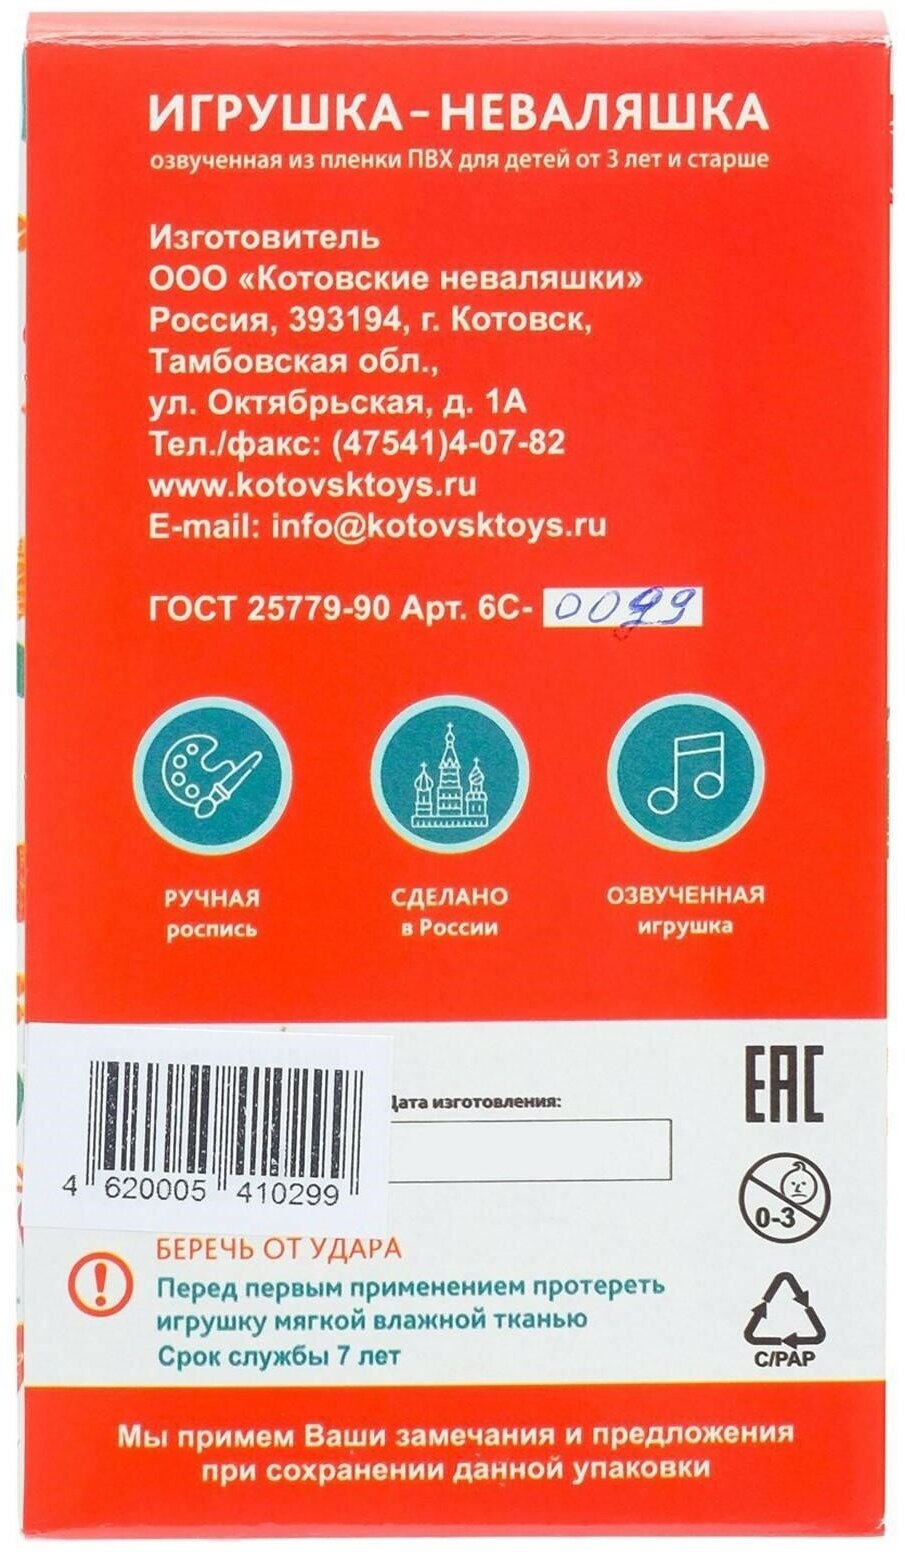 ИГРУШКА-НЕВАЛЯШКА
озвученная из пленки ПВХ для детей от 3 лет и старше
Изготовитель
ООО «Котовские неваляшки»
Россия, 393194, г. Котовск,
Тамбовская обл.,
ул. Октябрьская, д. 1А
Тел./факс: (47541)4-07-82
www.kotovsktoys.ru
E-mail: info@kotovsktoys.ru
ГОСТ 25779-90 Арт. 6С-
РУЧНАЯ
роспись
СДЕЛАНО
в России
ОЗВУЧЕННАЯ
игрушка
Дата изготовления:
EAC
4 620005 410299
0-3
БЕРЕЧЬ ОТ УДАРА
Перед первым применением протереть
игрушку мягкой влажной тканью
Срок службы 7 лет
C/PAP
Мы примем Ваши замечания и предложения
при сохранении данной упаковки